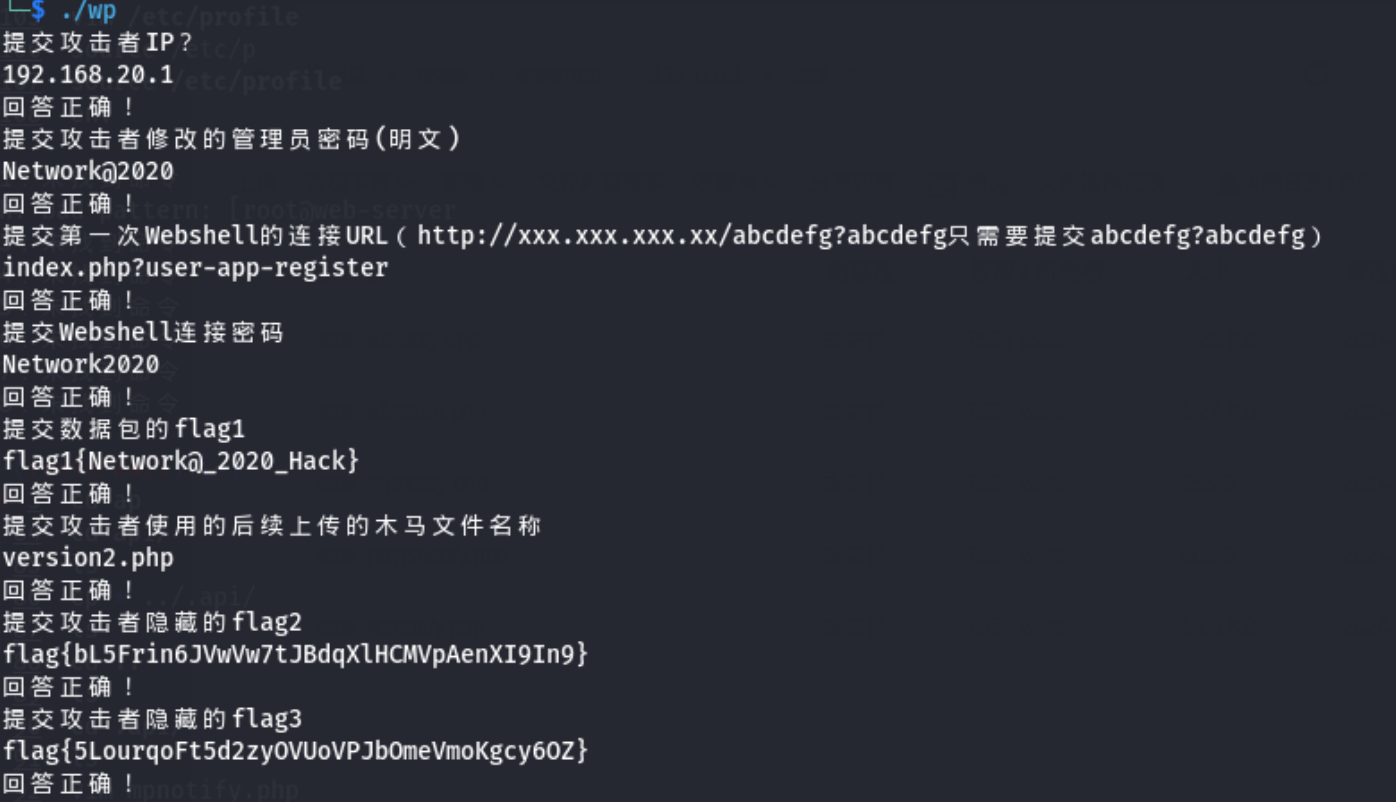 └─$ ./wp
提交攻击者IP?
192.168.20.1
回答正确！
提交攻击者修改的管理员密码(明文)
Network@2020
回答正确！
提交第一次Webshell的连接URL（http://xxx.xxx.xxx.xx/abcdefg?abcdefg只需要提交abcdefg?abcdefg）
index.php?user-app-register
回答正确！
提交Webshell连接密码
Network2020
回答正确！
提交数据包的flag1
flag1{Network@_2020_Hack}
回答正确！
提交攻击者使用的后续上传的木马文件名称
version2.php
回答正确！
提交攻击者隐藏的flag2
flag{bL5Frin6JVwVw7tJBdqXlHCMVpAenXI9In9}
回答正确！
提交攻击者隐藏的flag3
flag{5LourqoFt5d2zyOVUoVPJbOmeVmoKgcy6OZ}
回答正确！